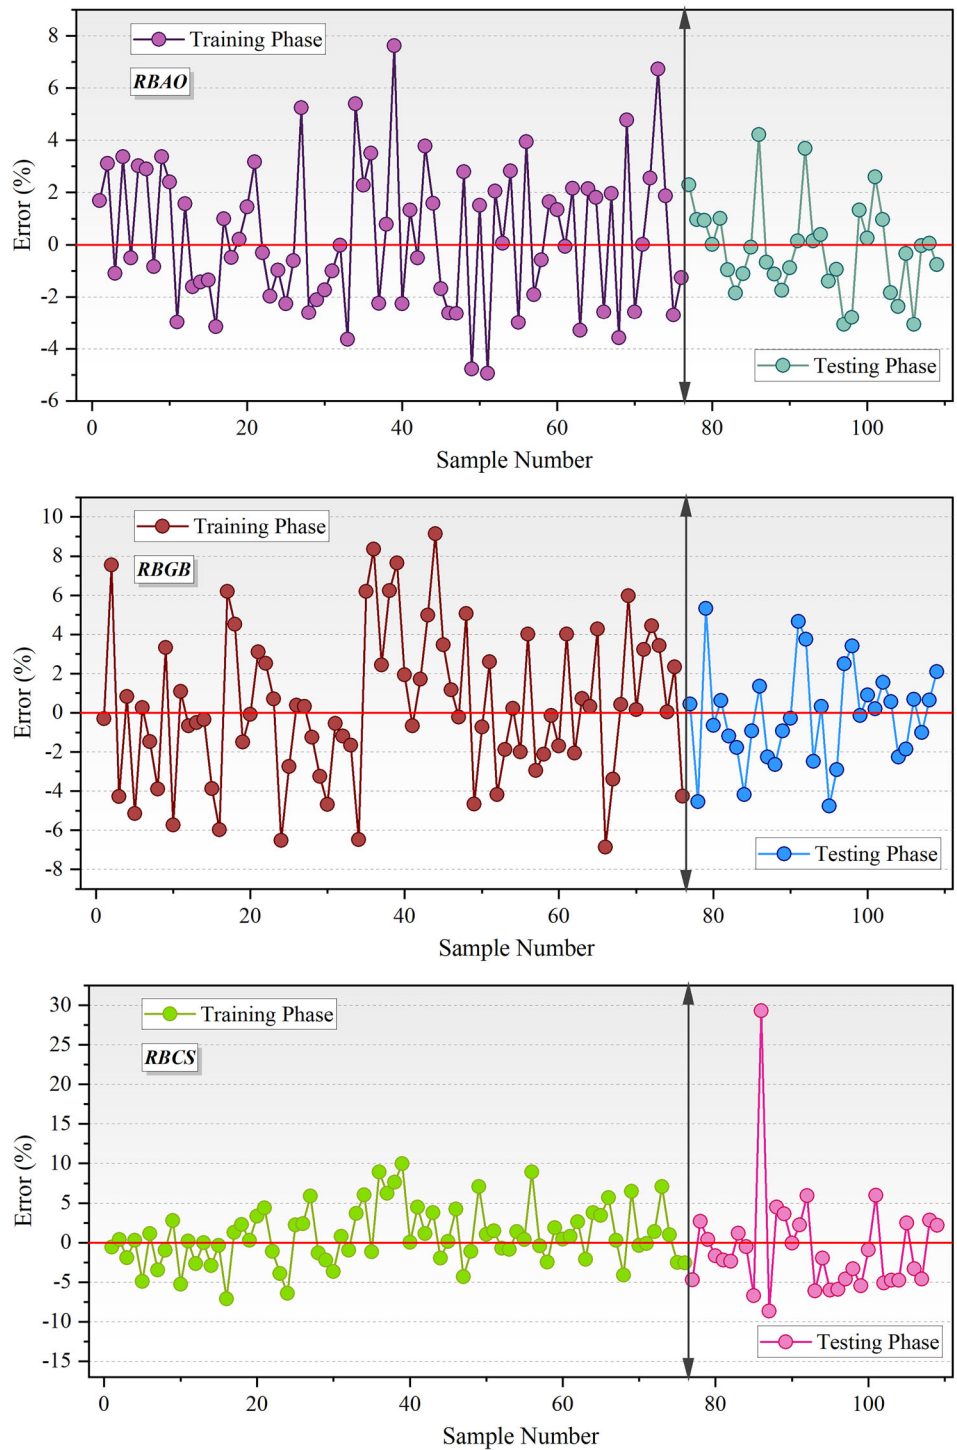 Training Phase
RBAO
Error (%)
8
6
4
2
0
-2
-4
-6
Testing Phase
0 20 40 60 80 100
Sample Number
Training Phase
RBGB
Error (%)
10
8
6
4
2
0
-2
-4
-6
-8
Testing Phase
0 20 40 60 80 100
Sample Number
Training Phase
RBCS
Error (%)
30
25
20
15
10
5
0
-5
-10
-15
Testing Phase
0 20 40 60 80 100
Sample Number